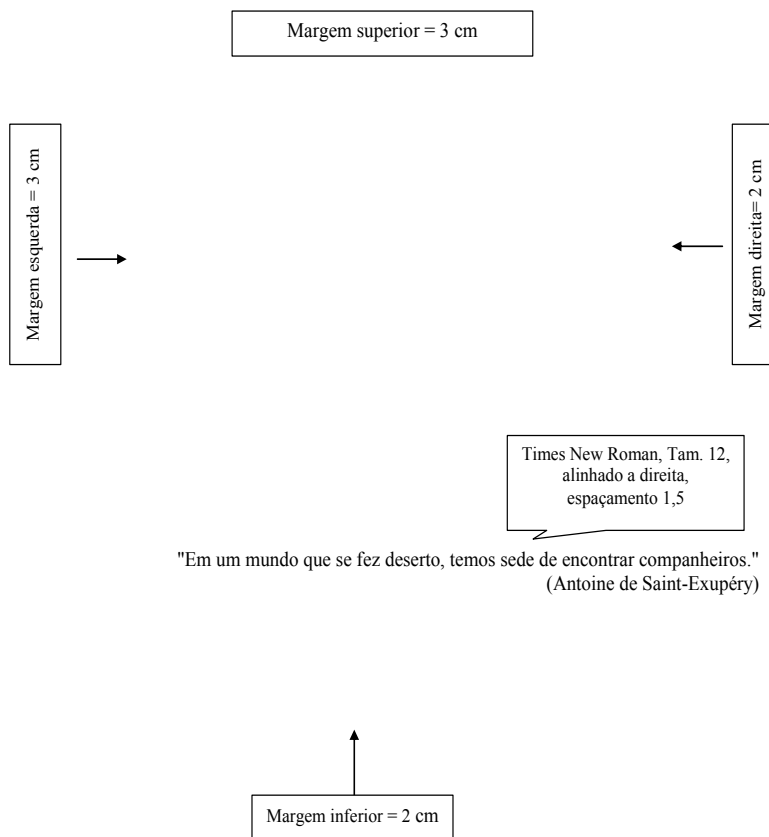 Margem superior = 3 cm
Margem esquerda = 3 cm
Margem direita= 2 cm
Times New Roman, Tam. 12,
alinhado a direita,
espaçamento 1,5
"Em um mundo que se fez deserto, temos sede de encontrar companheiros."
(Antoine de Saint-Exupéry)
Margem inferior = 2 cm